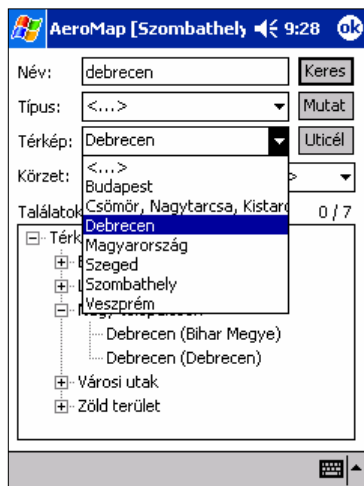 AeroMap [Szombathely 9:28 ok
Név: debrecen Keres
Típus: <...> Mutat
Térkép: Debrecen Uticél
Körzet:
<...>
Budapest
Csömör, Nagytarcsa,
Találatok 0 / 7
Debrecen
Magyarország
Szeged
Szombathely
Veszprém
Debrecen (Bihar Megye)
Debrecen (Debrecen)
Városi utak
Zöld terület